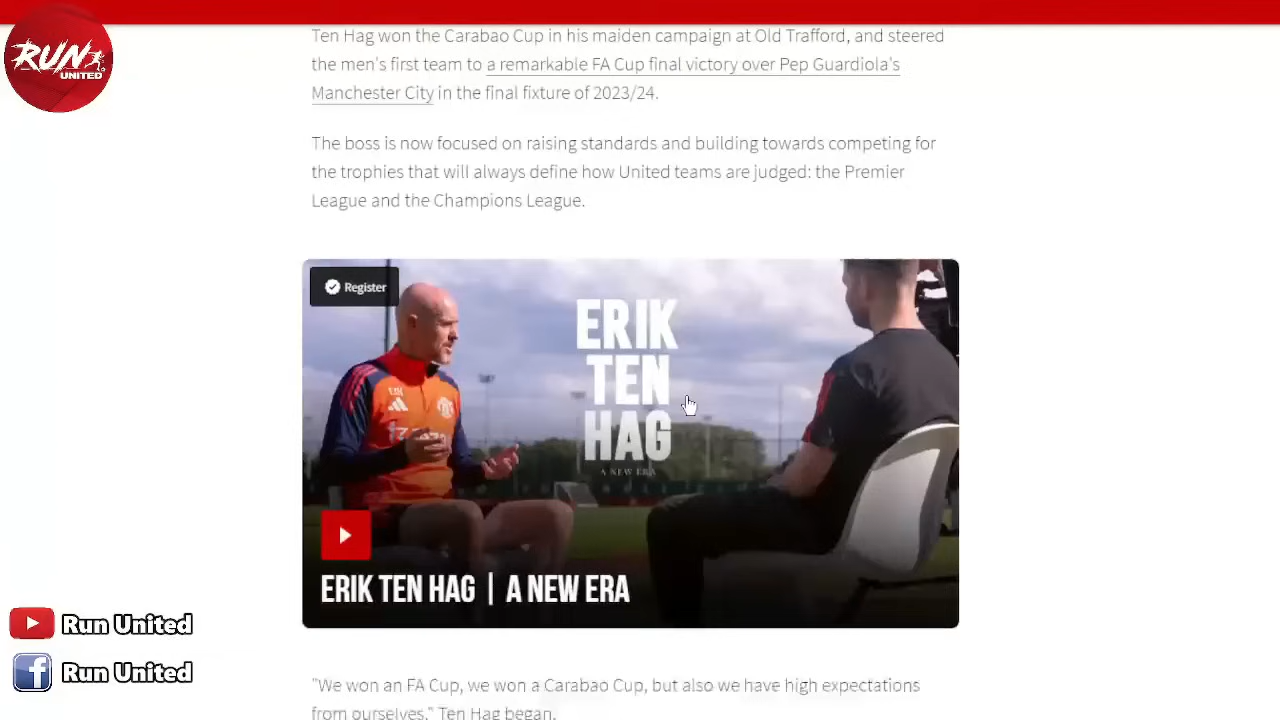 RUN
UNITED
Ten Hag won the Carabao Cup in his maiden campaign at Old Trafford, and steered
the men's first team to a remarkable FA Cup final victory over Pep Guardiola's
Manchester City in the final fixture of 2023/24.
The boss is now focused on raising standards and building towards competing for
the trophies that will always define how United teams are judged: the Premier
League and the Champions League.
Register
ERIK
TEN
HAG
A NEW ERA
ERIK TEN HAG | A NEW ERA
Run United
Run United
"We won an FA Cup, we won a Carabao Cup, but also we have high expectations
from ourselves," Ten Hag began.